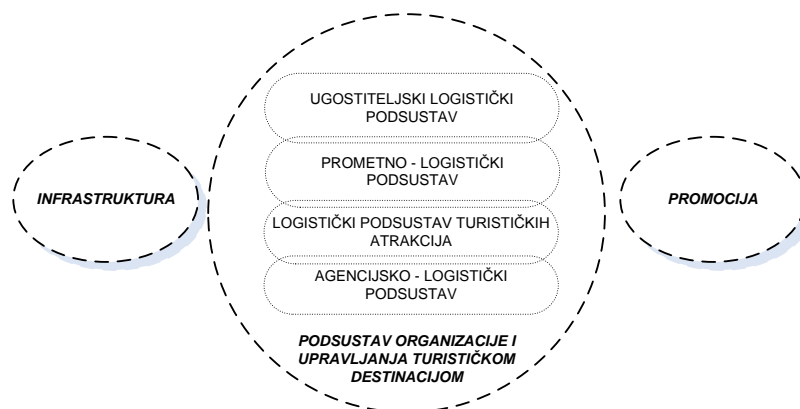 UGOSTITELJSKI LOGISTIČKI
PODSUSTAV
PROMETNO - LOGISTIČKI
PODSUSTAV
INFRASTRUKTURA
PROMOCIJA
LOGISTIČKI PODSUSTAV TURISTIČKIH
ATRAKCIJA
AGENCIJSKO - LOGISTIČKI
PODSUSTAV
PODSUSTAV ORGANIZACIJE I
UPRAVLJANJA TURISTIČKOM
DESTINACIJOM